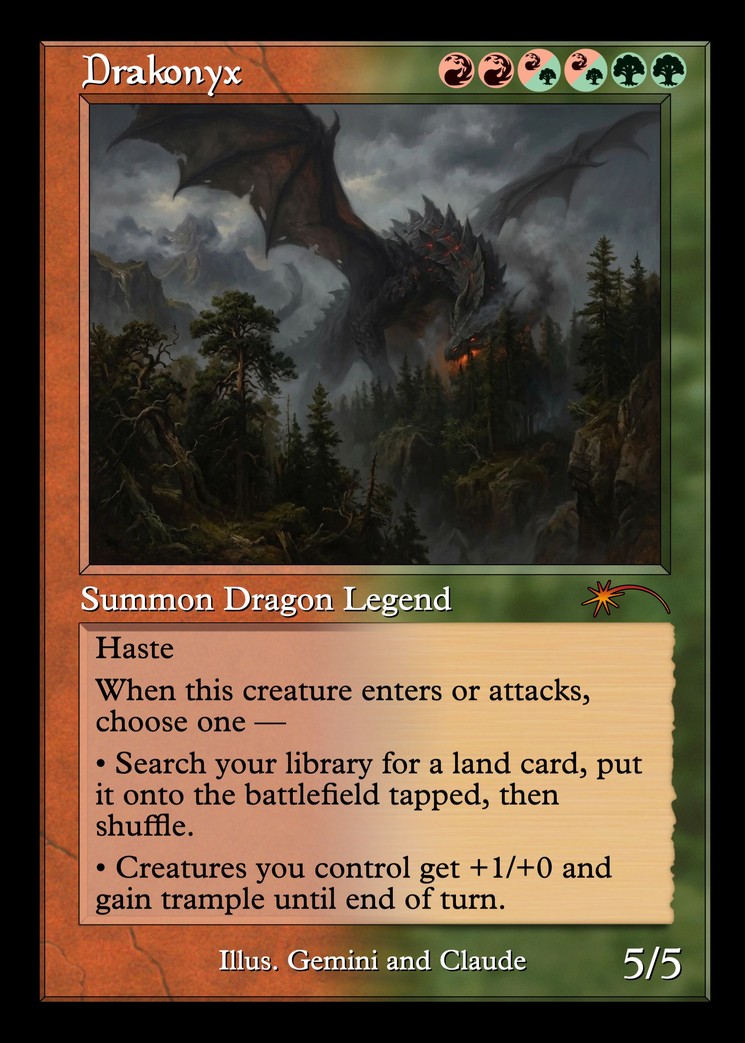 Drakonyx
Summon Dragon Legend
Haste
When this creature enters or attacks,
choose one —
• Search your library for a land card, put
it onto the battlefield tapped, then
shuffle.
• Creatures you control get +1/+0 and
gain trample until end of turn.
Illus. Gemini and Claude
5/5